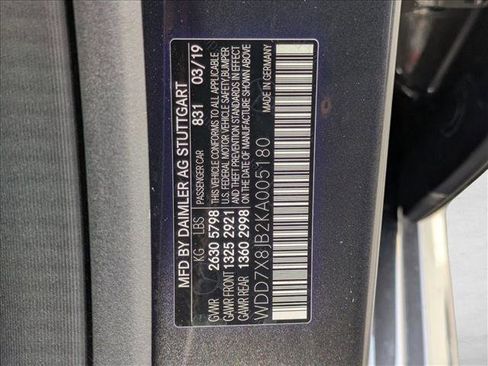 MFD BY DAIMLER AG STUTTGART
KG LBS PASSENGER CAR 831 03/19
GVWR 2630 5798 THIS VEHICLE CONFORMS TO ALL APPLICABLE
GAWR FRONT 1325 2921 U.S. FEDERAL MOTOR VEHICLE SAFETY, BUMPER
GAWR REAR 1360 2998 AND THEFT PREVENTION STANDARDS IN EFFECT
ON THE DATE OF MANUFACTURE SHOWN ABOVE.
WDD7X8JB2KA005180 MADE IN GERMANY